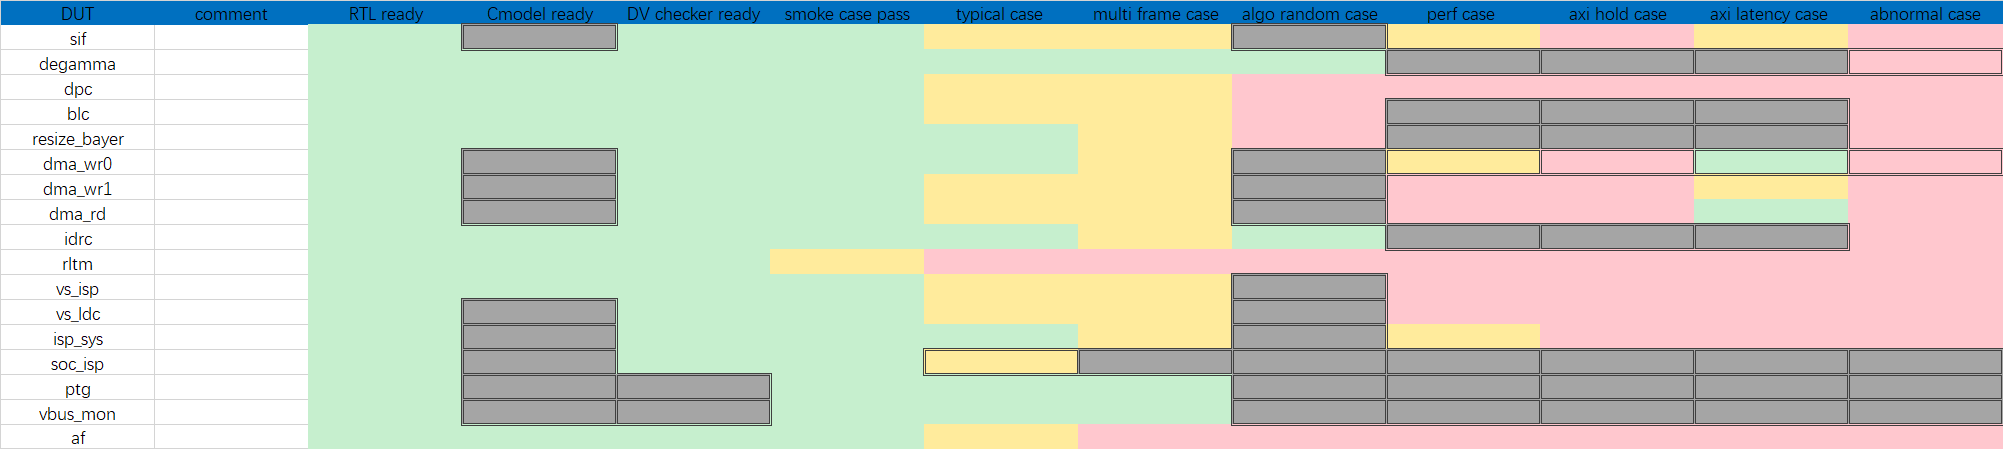 DUT comment RTL ready Cmodel ready DV checker ready smoke case pass typical case multi frame case algo random case perf case axi hold case axi latency case abnormal case
sif
degamma
dpc
blc
resize_bayer
dma_wr0
dma_wr1
dma_rd
idrc
rltm
vs_isp
vs_ldc
isp_sys
soc_isp
ptg
vbus_mon
af